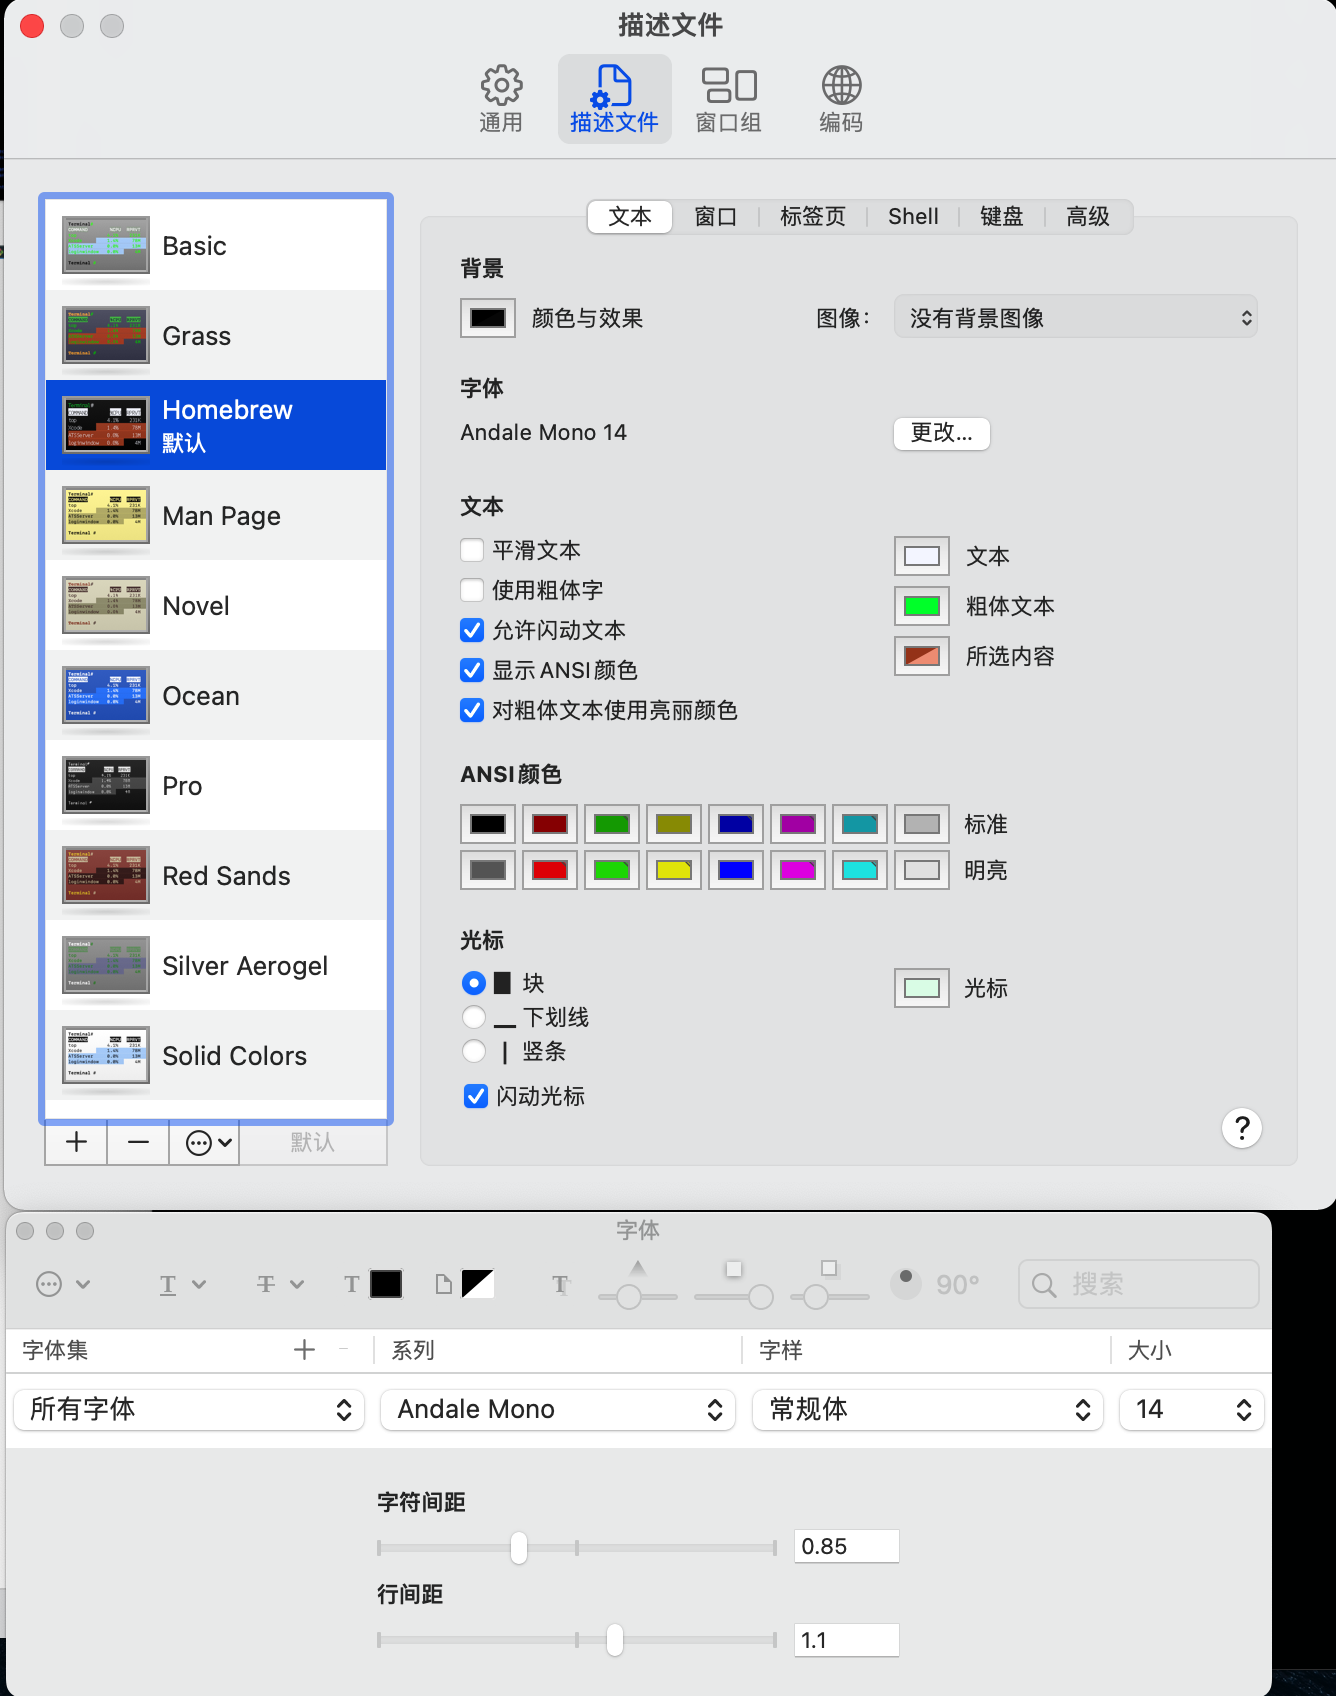 描述文件
通用
描述文件
窗口组
编码
Basic
Grass
Homebrew
默认
Man Page
Novel
Ocean
Pro
Red Sands
Silver Aerogel
Solid Colors
默认
文本 窗口 标签页 Shell 键盘 高级
背景
颜色与效果 图像： 没有背景图像
字体
Andale Mono 14 更改...
文本
平滑文本
使用粗体字
允许闪动文本
显示 ANSI 颜色
对粗体文本使用亮丽颜色
文本
粗体文本
所选内容
ANSI 颜色
标准
明亮
光标
块
下划线
竖条
闪动光标
光标
?
字体
90°
搜索
字体集 系列 字样 大小
所有字体 Andale Mono 常规体 14
字符间距
0.85
行间距
1.1